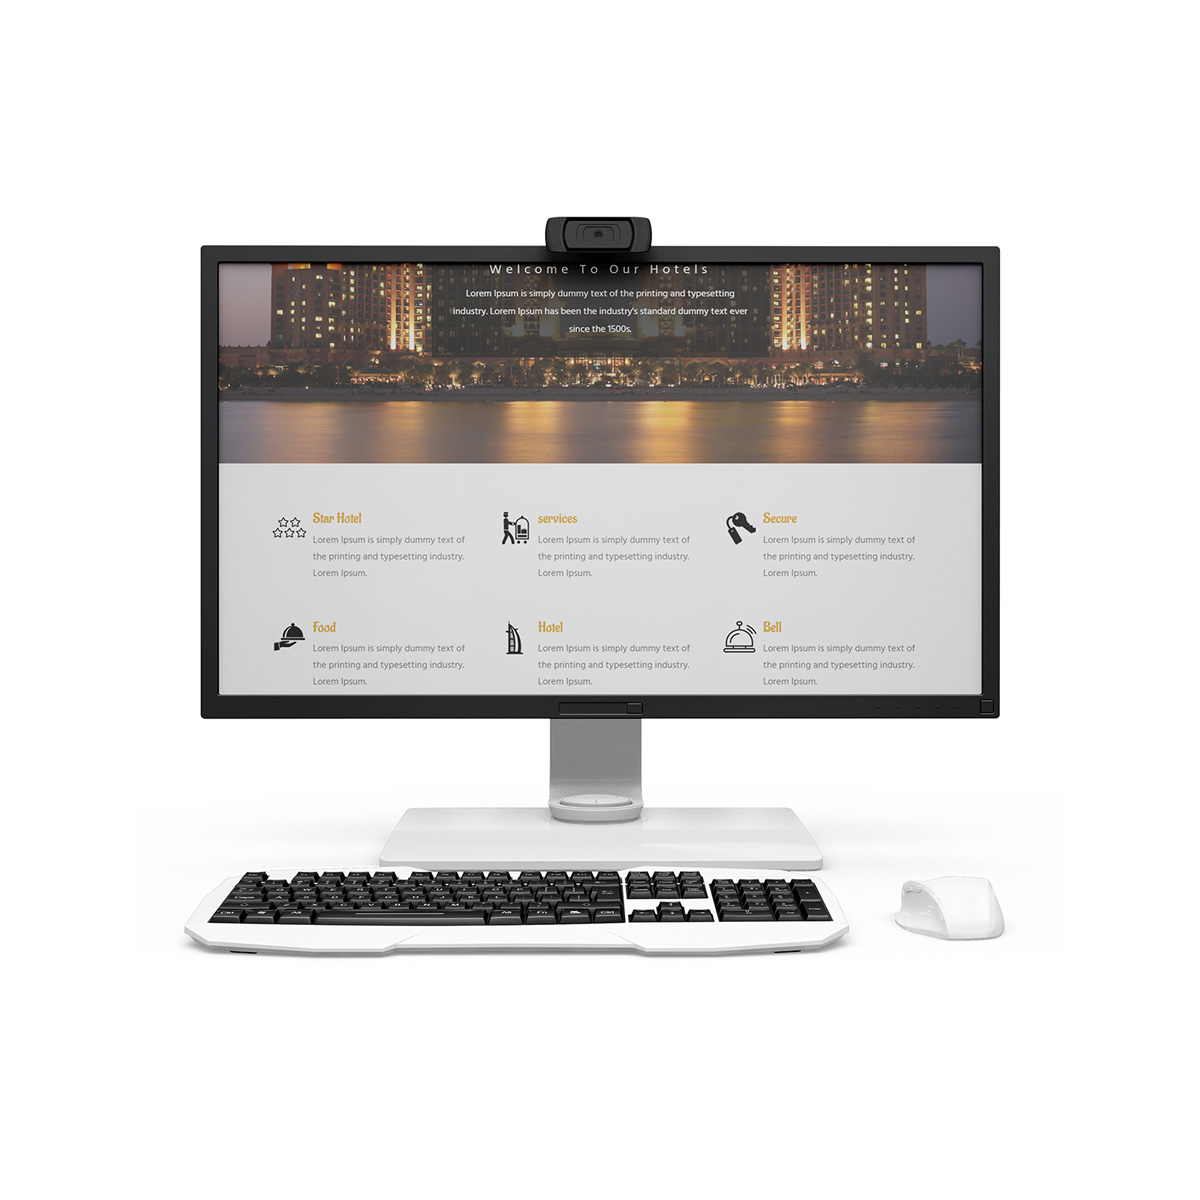 Welcome To Our Hotels
Lorem Ipsum is simply dummy text of the printing and typesetting
industry. Lorem Ipsum has been the industry's standard dummy text ever
since the 1500s.
Star Hotel
Lorem Ipsum is simply dummy text of
the printing and typesetting industry.
Lorem Ipsum.
services
Lorem Ipsum is simply dummy text of
the printing and typesetting industry.
Lorem Ipsum.
Secure
Lorem Ipsum is simply dummy text of
the printing and typesetting industry.
Lorem Ipsum.
Food
Lorem Ipsum is simply dummy text of
the printing and typesetting industry.
Lorem Ipsum.
Hotel
Lorem Ipsum is simply dummy text of
the printing and typesetting industry.
Lorem Ipsum.
Bell
Lorem Ipsum is simply dummy text of
the printing and typesetting industry.
Lorem Ipsum.
Caps
Ctrl Alt Alt Fn Ctrl